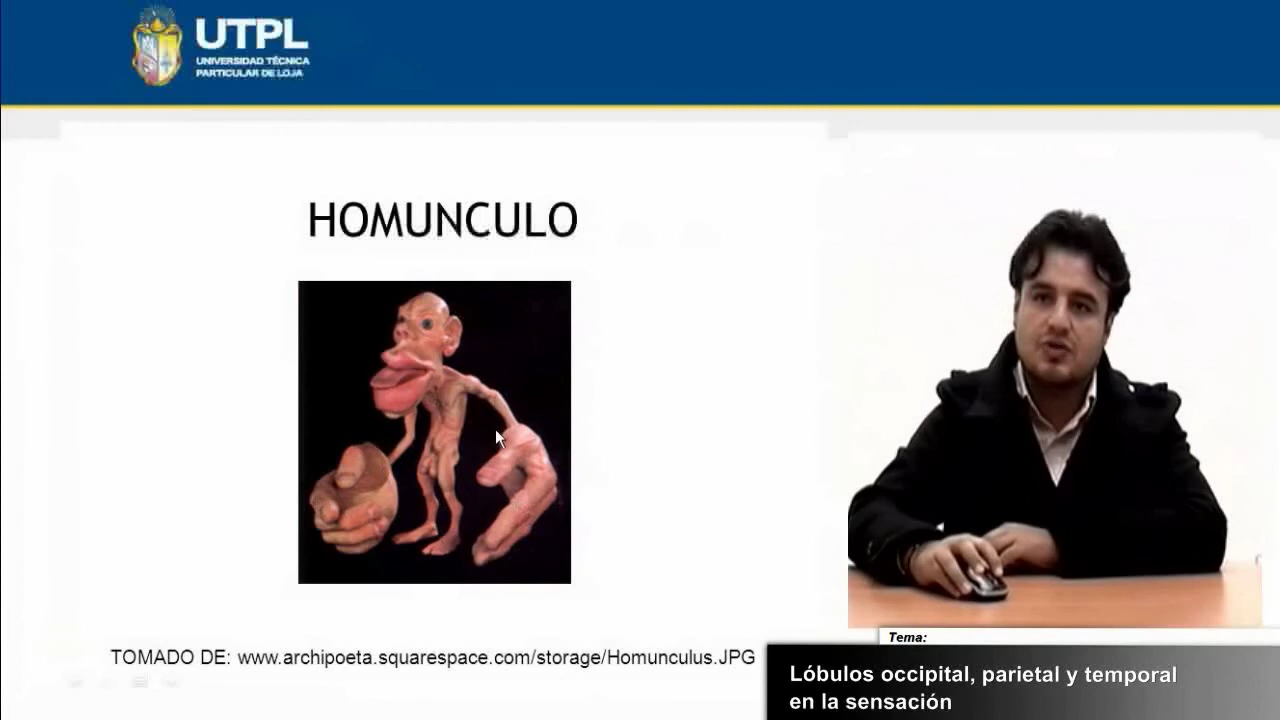 UTPL
UNIVERSIDAD TÉCNICA
PARTICULAR DE LOJA
HOMUNCULO
TOMADO DE: www.archipoeta.squarespace.com/storage/Homunculus.JPG
Tema:
Lóbulos occipital, parietal y temporal
en la sensación